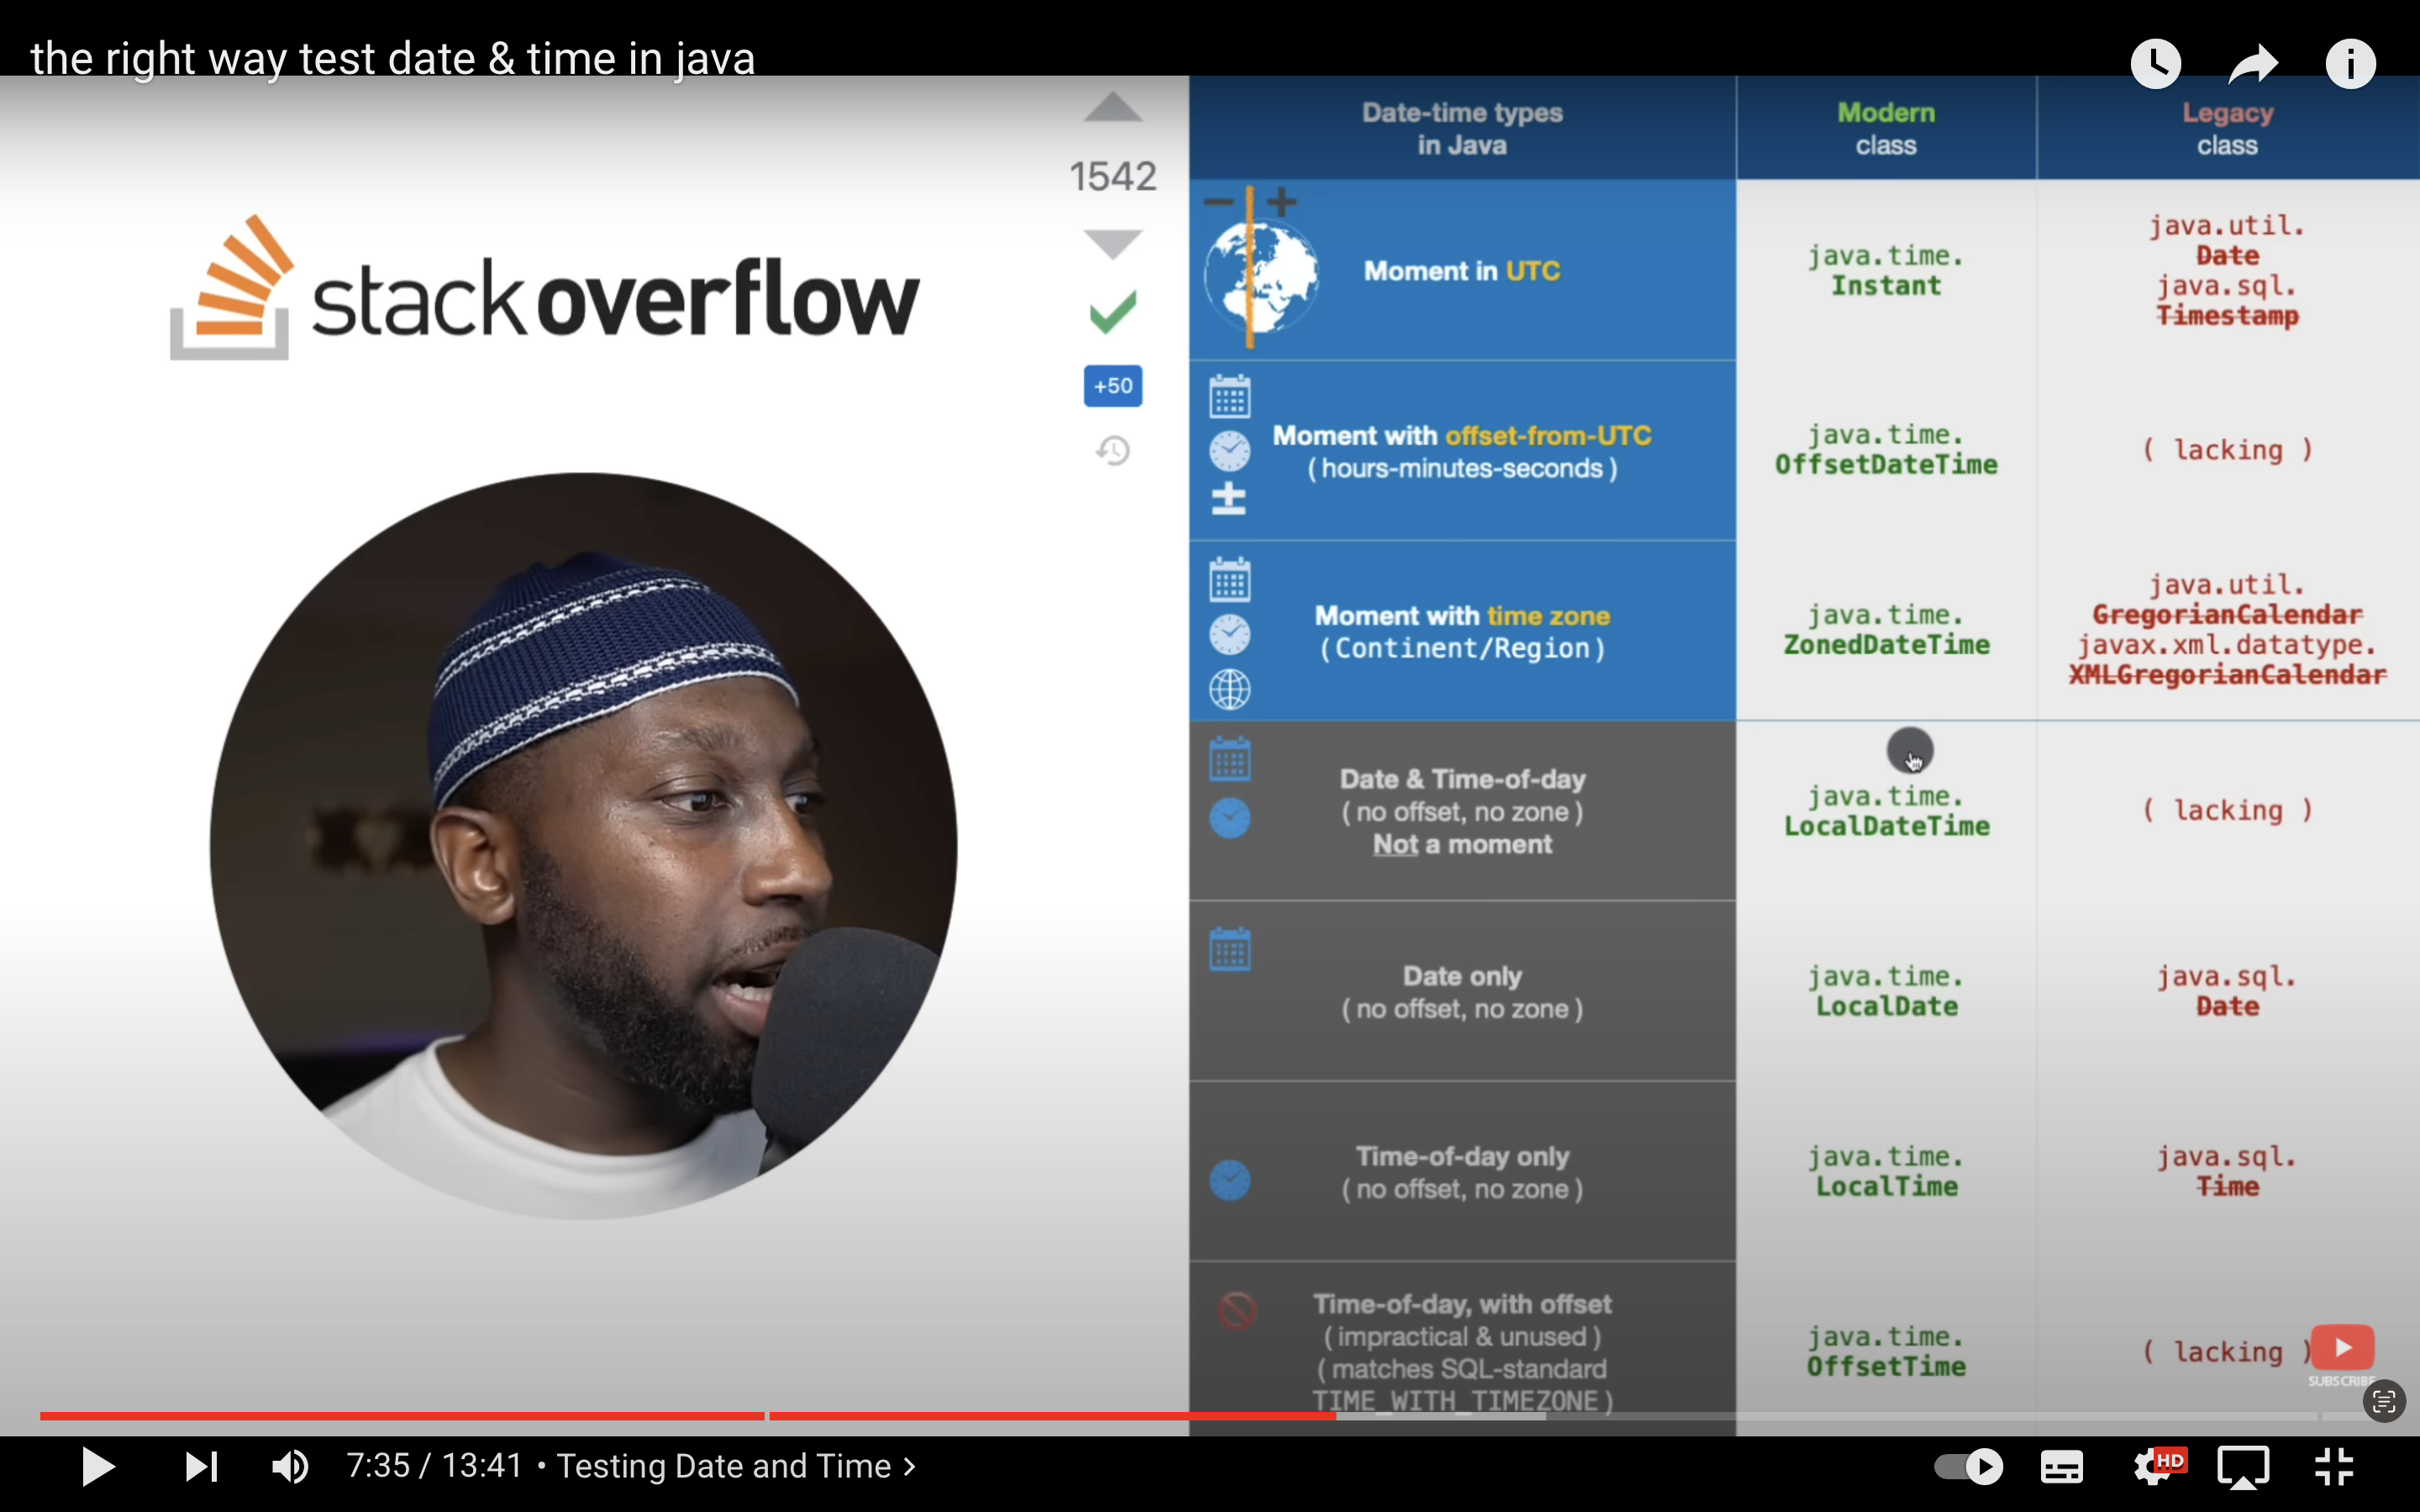 the right way test date & time in java
stackoverflow
1542
+50
Date-time types
in Java
Modern
class
Legacy
class
Moment in UTC
java.time.
Instant
java.util.
Date
java.sql.
Timestamp
Moment with offset-from-UTC
( hours-minutes-seconds )
java.time.
OffsetDateTime
( lacking )
Moment with time zone
( Continent/Region )
java.time.
ZonedDateTime
java.util.
GregorianCalendar
javax.xml.datatype.
XMLGregorianCalendar
Date & Time-of-day
( no offset, no zone )
Not a moment
java.time.
LocalDateTime
( lacking )
Date only
( no offset, no zone )
java.time.
LocalDate
java.sql.
Date
Time-of-day only
( no offset, no zone )
java.time.
LocalTime
java.sql.
Time
Time-of-day, with offset
( impractical & unused )
( matches SQL-standard
TIME_WITH_TIMEZONE )
java.time.
OffsetTime
( lacking )
SUBSCRIBE
7:35 / 13:41 • Testing Date and Time >
HD